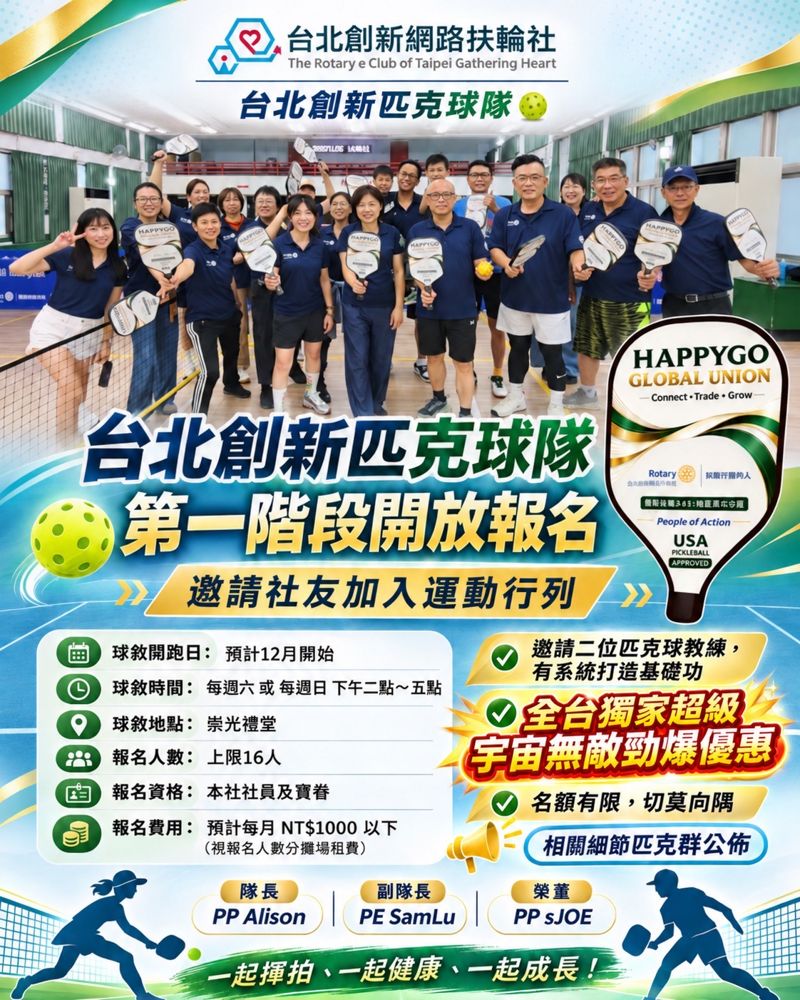 台北創新網路扶輪社
The Rotary e Club of Taipei Gathering Heart
台北創新匹克球隊
HAPPYGO
HAPPYGO
HAPPYGO
HAPPYGO
HAPPYGO
HAPPYGO
GLOBAL UNION
Connect • Trade • Grow
Rotary
People of Action
USA
PICKLEBALL
APPROVED
台北創新匹克球隊
第一階段開放報名
邀請社友加入運動行列
球敘開跑日： 預計12月開始
球敘時間： 每週六 或 每週日 下午二點～五點
球敘地點： 崇光禮堂
報名人數： 上限16人
報名資格： 本社社員及寶眷
報名費用： 預計每月 NT$1000 以下
（視報名人數分攤場租費）
邀請二位匹克球教練，
有系統打造基礎功
全台獨家超級
宇宙無敵勁爆優惠
名額有限，切莫向隅
相關細節匹克群公佈
隊長
PP Alison
副隊長
PE SamLu
榮董
PP sJOE
一起揮拍、一起健康、一起成長！